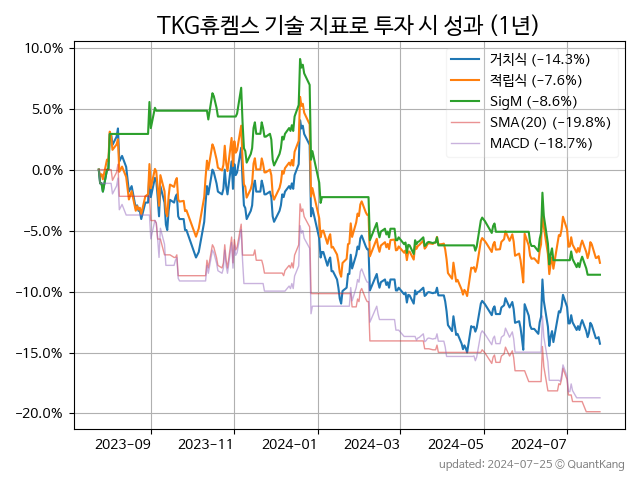 TKG휴켐스 기술 지표로 투자 시 성과 (1년)
10.0%
5.0%
0.0%
−5.0%
−10.0%
−15.0%
−20.0%
거치식 (−14.3%)
적립식 (−7.6%)
SigM (−8.6%)
SMA(20) (−19.8%)
MACD (−18.7%)
2023−09
2023−11
2024−01
2024−03
2024−05
2024−07
updated: 2024-07-25 © QuantKang